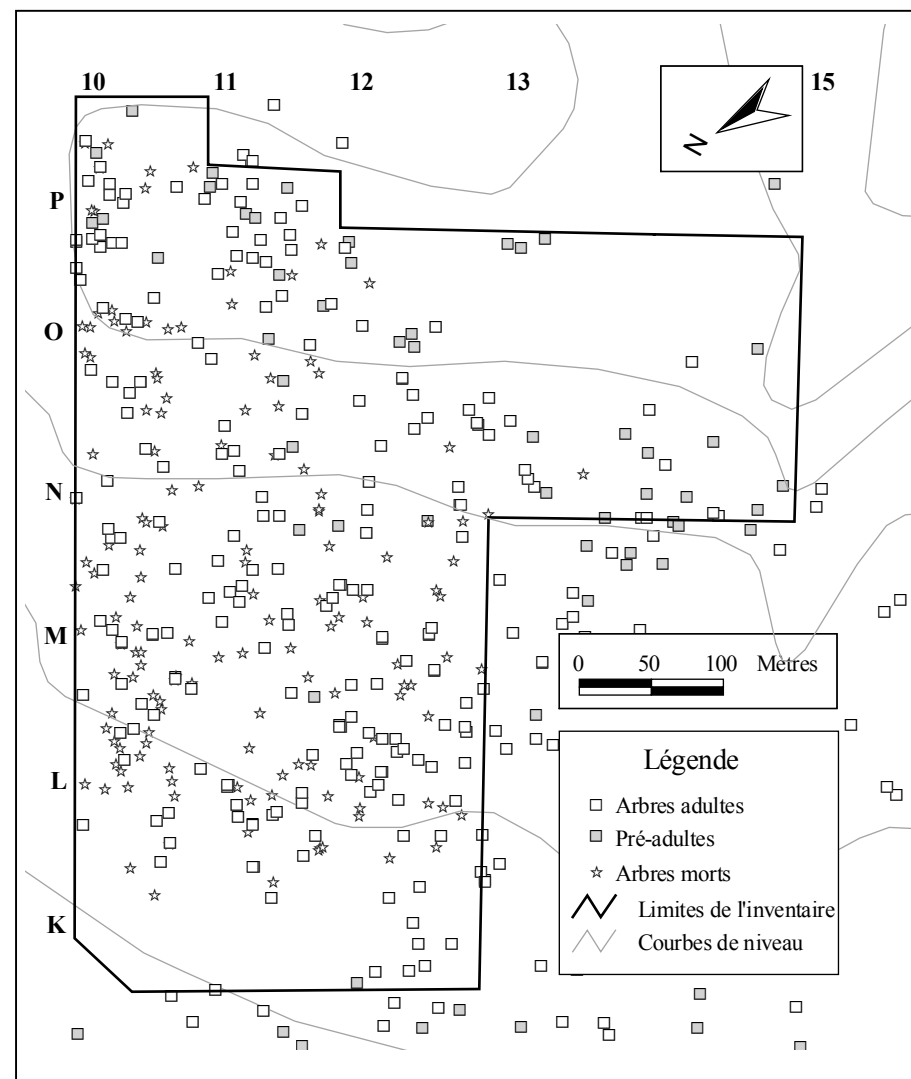 10 11 12 13 15
P
O
N
M
L
K
N
0 50 100 Mètres
Légende
Arbres adultes
Pré-adultes
Arbres morts
Limites de l'inventaire
Courbes de niveau